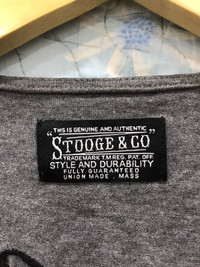 "THIS IS GENUINE AND AUTHENTIC"
STOOGE & CO
TRADEMARK T.M REG. PAT. OFF.
STYLE AND DURABILITY
FULLY GUARANTEED
UNION MADE, MASS